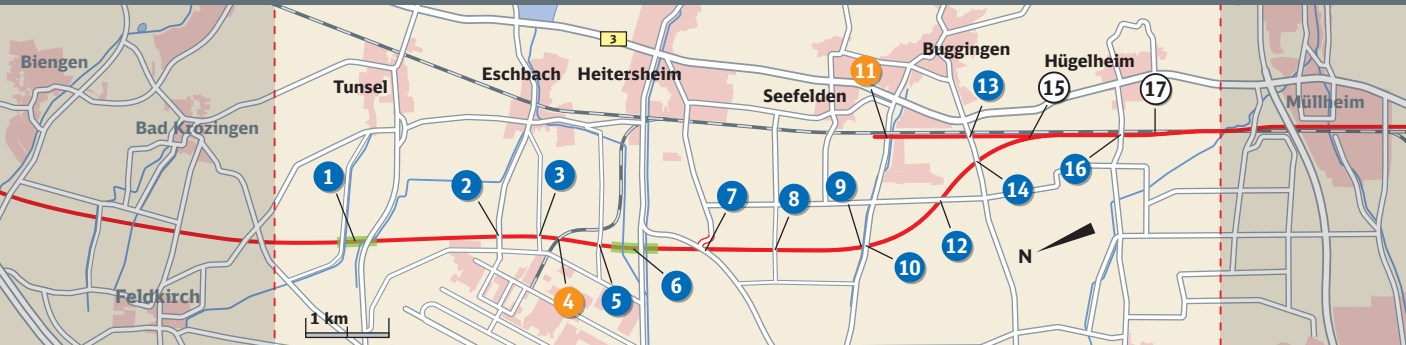 Biengen
Bad Krozingen
Feldkirch
Tunsel
Eschbach
Heitersheim
3
Seefelden
Buggingen
Hügelheim
Müllheim
1
2
3
4
5
6
7
8
9
10
11
12
13
14
15
16
17
N
1 km